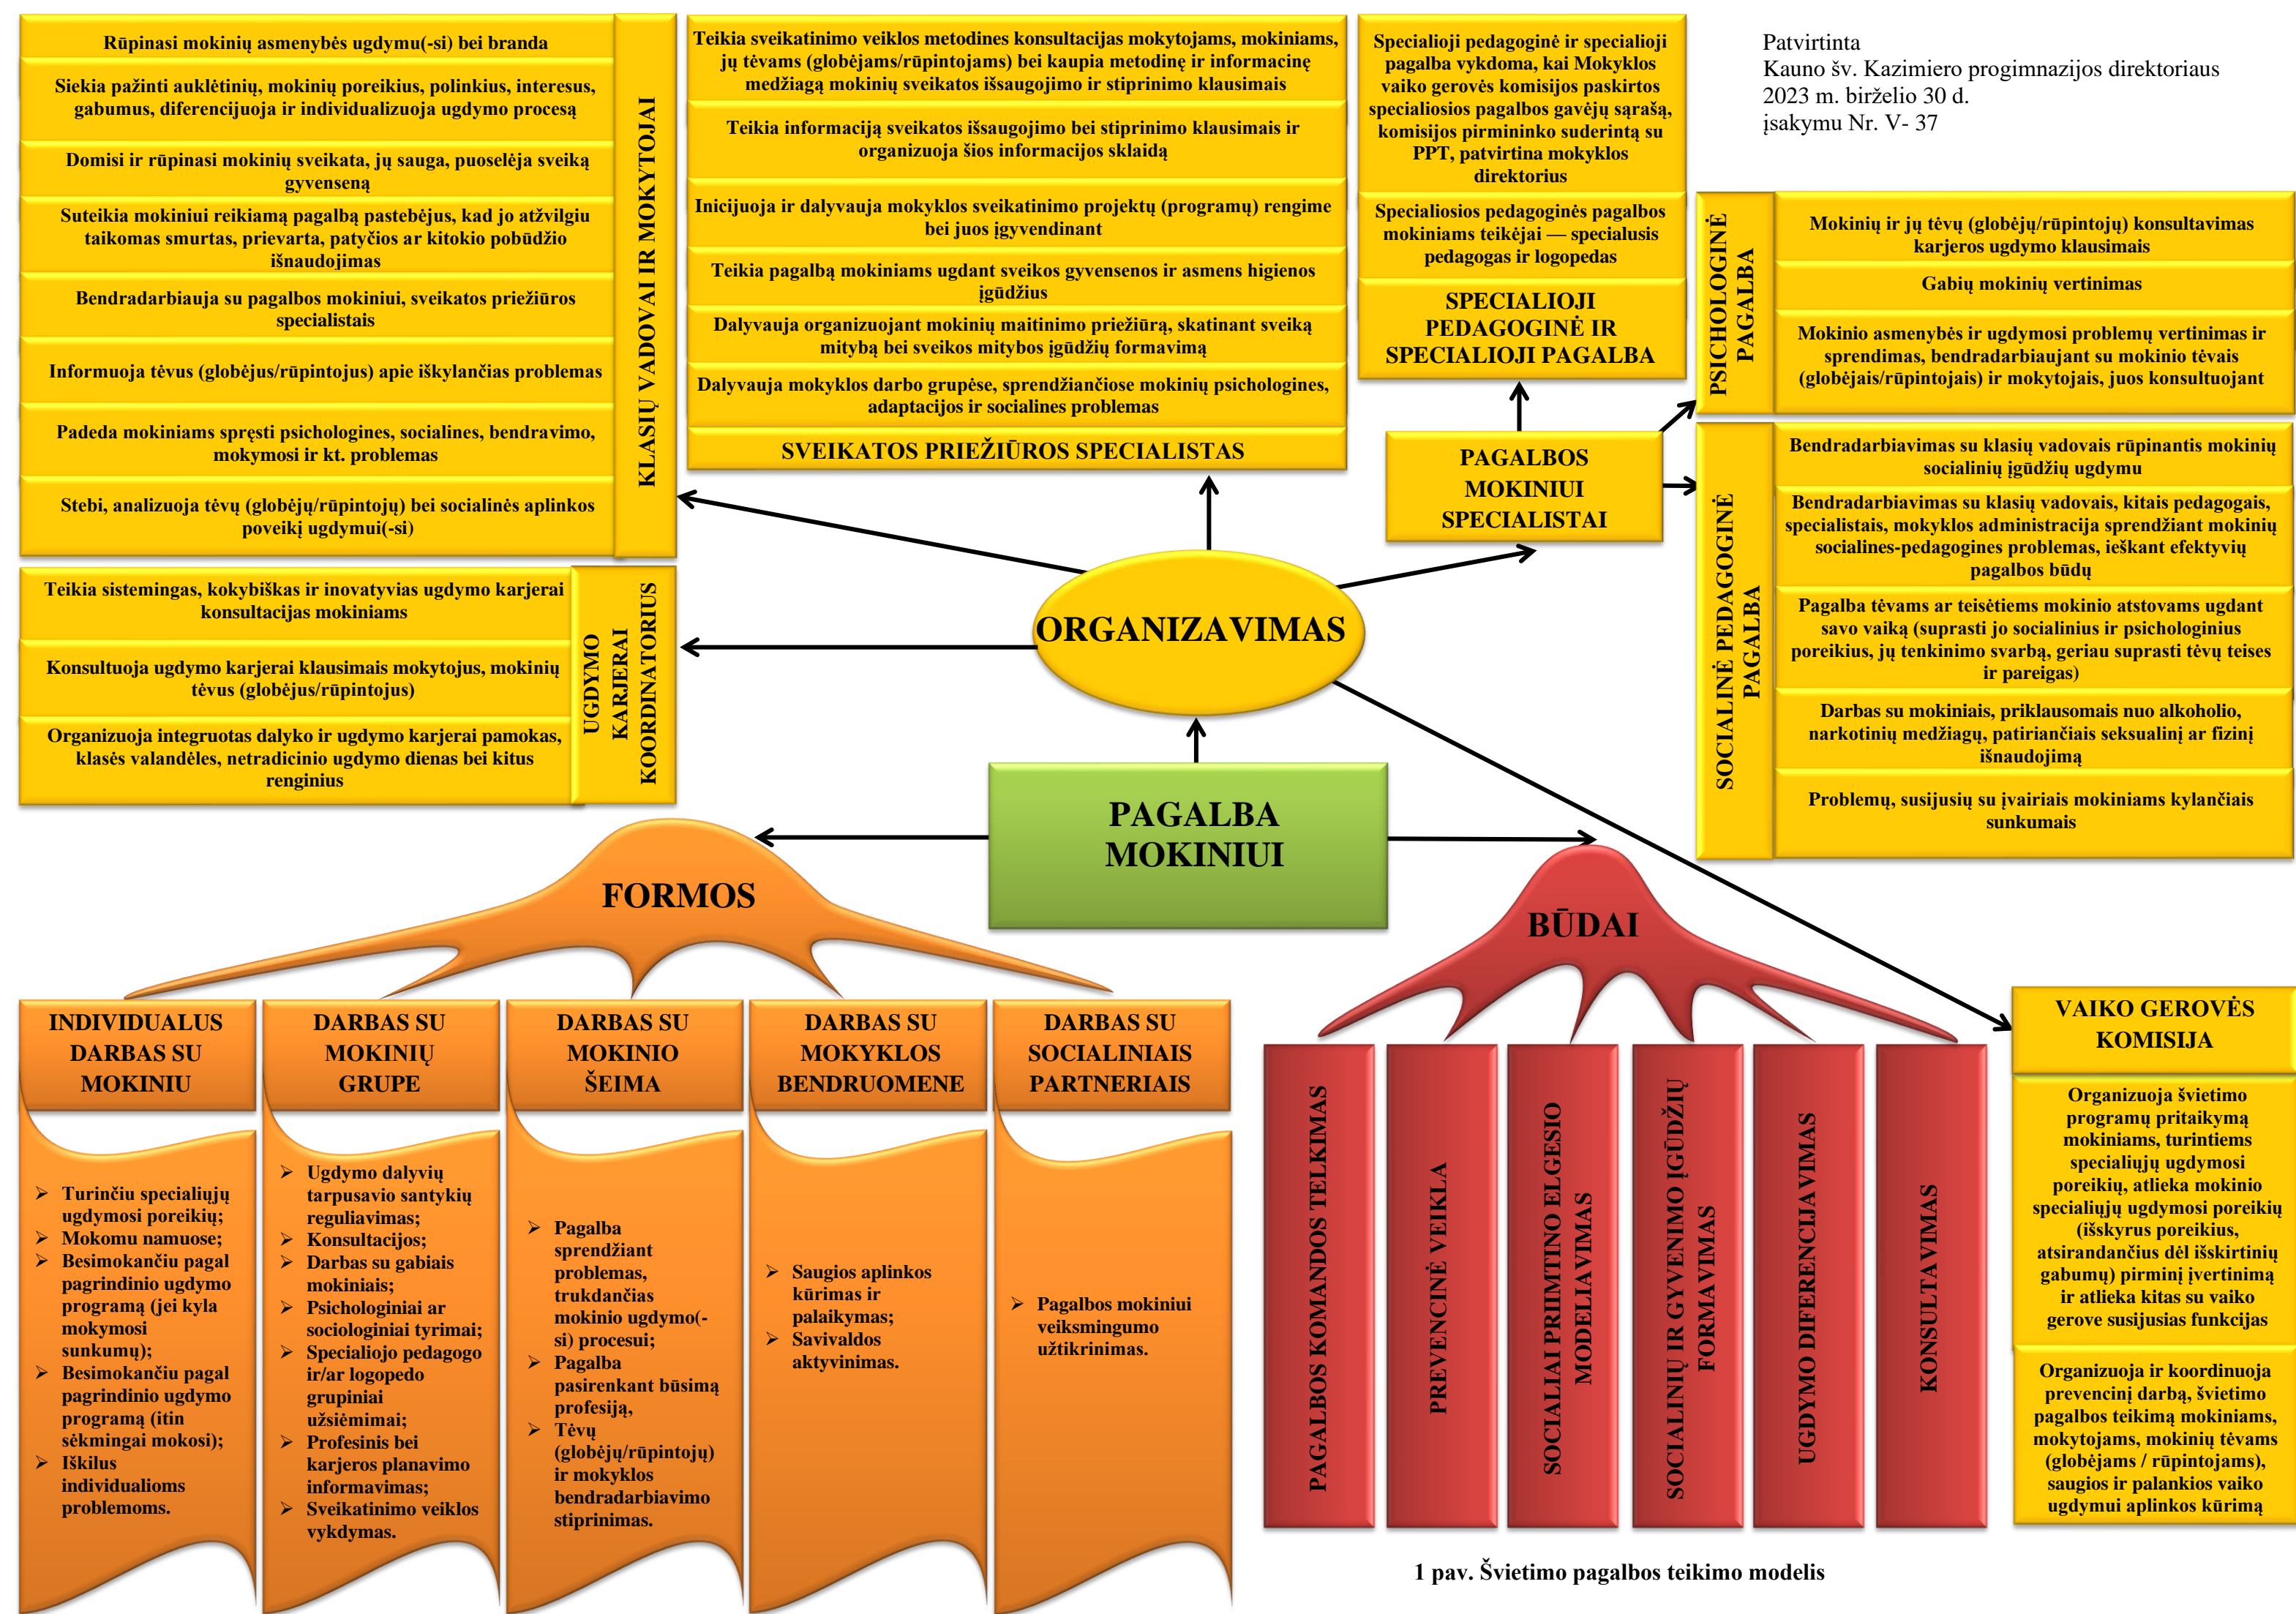 Rūpinasi mokinių asmenybės ugdymu(-si) bei branda
Siekia pažinti auklėtinių, mokinių poreikius, polinkius, interesus,
gabumus, diferencijuoja ir individualizuoja ugdymo procesą
Domisi ir rūpinasi mokinių sveikata, jų sauga, puoselėja sveiką
gyvenseną
Suteikia mokiniui reikiamą pagalbą pastebėjus, kad jo atžvilgiu
taikomas smurtas, prievarta, patyčios ar kitokio pobūdžio
išnaudojimas
Bendradarbiauja su pagalbos mokiniui, sveikatos priežiūros
specialistais
Informuoja tėvus (globėjus/rūpintojus) apie iškylančias problemas
Padeda mokiniams spręsti psichologines, socialines, bendravimo,
mokymosi ir kt. problemas
Stebi, analizuoja tėvų (globėjų/rūpintojų) bei socialinės aplinkos
poveikį ugdymui(-si)
KLASIŲ VADOVAI IR MOKYTOJAI
Teikia sveikatinimo veiklos metodines konsultacijas mokytojams, mokiniams,
jų tėvams (globėjams/rūpintojams) bei kaupia metodinę ir informacinę
medžiagą mokinių sveikatos išsaugojimo ir stiprinimo klausimais
Teikia informaciją sveikatos išsaugojimo bei stiprinimo klausimais ir
organizuoja šios informacijos sklaidą
Inicijuoja ir dalyvauja mokyklos sveikatinimo projektų (programų) rengime
bei juos įgyvendinant
Teikia pagalbą mokiniams ugdant sveikos gyvensenos ir asmens higienos
įgūdžius
Dalyvauja organizuojant mokinių maitinimo priežiūrą, skatinant sveiką
mitybą bei sveikos mitybos įgūdžių formavimą
Dalyvauja mokyklos darbo grupėse, sprendžiančiose mokinių psichologines,
adaptacijos ir socialines problemas
SVEIKATOS PRIEŽIŪROS SPECIALISTAS
Specialioji pedagoginė ir specialioji
pagalba vykdoma, kai Mokyklos
vaiko gerovės komisijos paskirtos
specialiosios pagalbos gavėjų sąrašą,
komisijos pirmininko suderintą su
PPT, patvirtina mokyklos
direktorius
Specialiosios pedagoginės pagalbos
mokiniams teikėjai — specialusis
pedagogas ir logopedas
SPECIALIOJI
PEDAGOGINĖ IR
SPECIALIOJI PAGALBA
Patvirtinta
Kauno šv. Kazimiero progimnazijos direktoriaus
2023 m. birželio 30 d.
įsakymu Nr. V- 37
PSICHOLOGINĖ
PAGALBA
Mokinių ir jų tėvų (globėjų/rūpintojų) konsultavimas
karjeros ugdymo klausimais
Gabių mokinių vertinimas
Mokinio asmenybės ir ugdymosi problemų vertinimas ir
sprendimas, bendradarbiaujant su mokinio tėvais
(globėjais/rūpintojais) ir mokytojais, juos konsultuojant
PAGALBOS
MOKINIUI
SPECIALISTAI
SOCIALINĖ PEDAGOGINĖ
PAGALBA
Bendradarbiavimas su klasių vadovais rūpinantis mokinių
socialinių įgūdžių ugdymu
Bendradarbiavimas su klasių vadovais, kitais pedagogais,
specialistais, mokyklos administracija sprendžiant mokinių
socialines-pedagogines problemas, ieškant efektyvių
pagalbos būdų
Pagalba tėvams ar teisėtiems mokinio atstovams ugdant
savo vaiką (suprasti jo socialinius ir psichologinius
poreikius, jų tenkinimo svarbą, geriau suprasti tėvų teises
ir pareigas)
Darbas su mokiniais, priklausomais nuo alkoholio,
narkotinių medžiagų, patiriančiais seksualinį ar fizinį
išnaudojimą
Problemų, susijusių su įvairiais mokiniams kylančiais
sunkumais
Teikia sistemingas, kokybiškas ir inovatyvias ugdymo karjerai
konsultacijas mokiniams
Konsultuoja ugdymo karjerai klausimais mokytojus, mokinių
tėvus (globėjus/rūpintojus)
Organizuoja integruotas dalyko ir ugdymo karjerai pamokas,
klasės valandėles, netradicinio ugdymo dienas bei kitus
renginius
UGDYMO
KARJERAI
KOORDINATORIUS
ORGANIZAVIMAS
PAGALBA
MOKINIUI
FORMOS
BŪDAI
INDIVIDUALUS
DARBAS SU
MOKINIU
➢ Turinčiu specialiųjų
ugdymosi poreikių;
➢ Mokomu namuose;
➢ Besimokančiu pagal
pagrindinio ugdymo
programą (jei kyla
mokymosi
sunkumų);
➢ Besimokančiu pagal
pagrindinio ugdymo
programą (itin
sėkmingai mokosi);
➢ Iškilus
individualioms
problemoms.
DARBAS SU
MOKINIŲ
GRUPE
➢ Ugdymo dalyvių
tarpusavio santykių
reguliavimas;
➢ Konsultacijos;
➢ Darbas su gabiais
mokiniais;
➢ Psichologiniai ar
sociologiniai tyrimai;
➢ Specialiojo pedagogo
ir/ar logopedo
grupiniai
užsiėmimai;
➢ Profesinis bei
karjeros planavimo
informavimas;
➢ Sveikatinimo veiklos
vykdymas.
DARBAS SU
MOKINIO
ŠEIMA
➢ Pagalba
sprendžiant
problemas,
trukdančias
mokinio ugdymo(-
si) procesui;
➢ Pagalba
pasirenkant būsimą
profesiją,
➢ Tėvų
(globėjų/rūpintojų)
ir mokyklos
bendradarbiavimo
stiprinimas.
DARBAS SU
MOKYKLOS
BENDRUOMENE
➢ Saugios aplinkos
kūrimas ir
palaikymas;
➢ Savivaldos
aktyvinimas.
DARBAS SU
SOCIALINIAIS
PARTNERIAIS
➢ Pagalbos mokiniui
veiksmingumo
užtikrinimas.
PAGALBOS KOMANDOS TELKIMAS
PREVENCINĖ VEIKLA
SOCIALIAI PRIIMTINO ELGESIO
MODELIAVIMAS
SOCIALINIŲ IR GYVENIMO ĮGŪDŽIŲ
FORMAVIMAS
UGDYMO DIFERENCIJAVIMAS
KONSULTAVIMAS
VAIKO GEROVĖS
KOMISIJA
Organizuoja švietimo
programų pritaikymą
mokiniams, turintiems
specialiųjų ugdymosi
poreikių, atlieka mokinio
specialiųjų ugdymosi poreikių
(išskyrus poreikius,
atsirandančius dėl išskirtinių
gabumų) pirminį įvertinimą
ir atlieka kitas su vaiko
gerove susijusias funkcijas
Organizuoja ir koordinuoja
prevencinį darbą, švietimo
pagalbos teikimą mokiniams,
mokytojams, mokinių tėvams
(globėjams / rūpintojams),
saugios ir palankios vaiko
ugdymui aplinkos kūrimą
1 pav. Švietimo pagalbos teikimo modelis